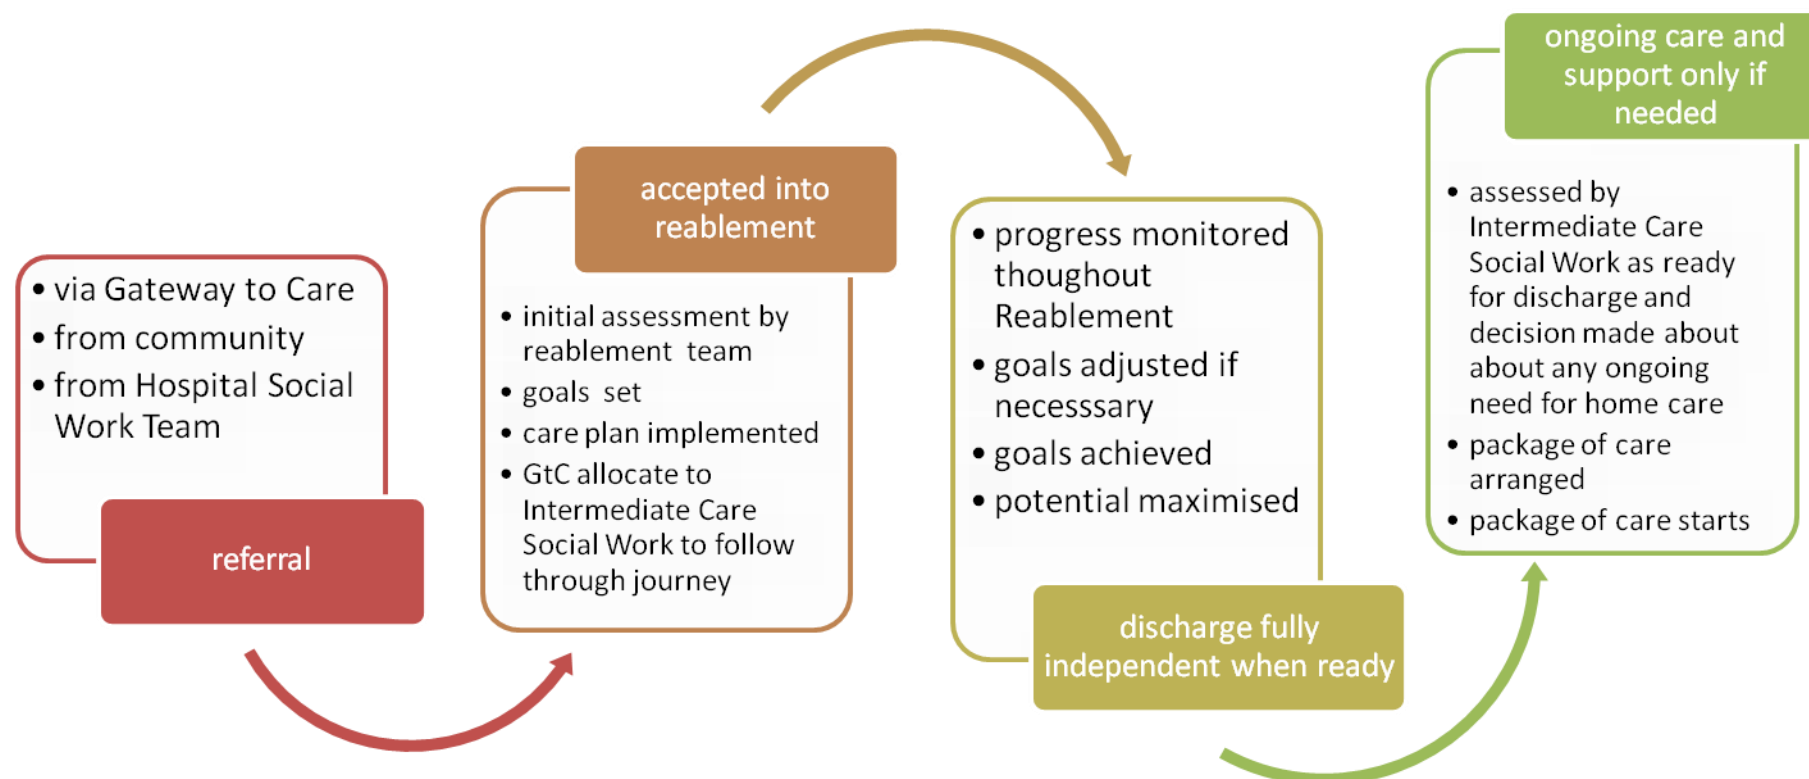 • via Gateway to Care
• from community
• from Hospital Social
Work Team
referral
accepted into
reablement
• initial assessment by
reablement team
• goals set
• care plan implemented
• GtC allocate to
Intermediate Care
Social Work to follow
through journey
• progress monitored
thoughout
Reablement
• goals adjusted if
necesssary
• goals achieved
• potential maximised
discharge fully
independent when ready
ongoing care and
support only if
needed
• assessed by
Intermediate Care
Social Work as ready
for discharge and
decision made about
about any ongoing
need for home care
• package of care
arranged
• package of care starts